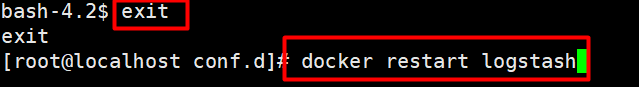 bash-4.2$ exit
exit
[root@localhost conf.d]# docker restart logstash